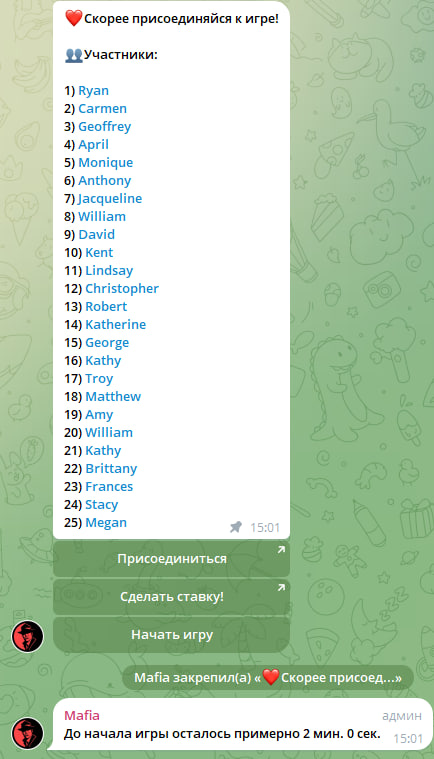 ❤️Скорее присоединяйся к игре!
👥Участники:
1) Ryan
2) Carmen
3) Geoffrey
4) April
5) Monique
6) Anthony
7) Jacqueline
8) William
9) David
10) Kent
11) Lindsay
12) Christopher
13) Robert
14) Katherine
15) George
16) Kathy
17) Troy
18) Matthew
19) Amy
20) William
21) Kathy
22) Brittany
23) Frances
24) Stacy
25) Megan
15:01
Присоединиться
Сделать ставку!
Начать игру
Mafia закрепил(а) «❤️Скорее присоед...»
Mafia админ
До начала игры осталось примерно 2 мин. 0 сек. 15:01